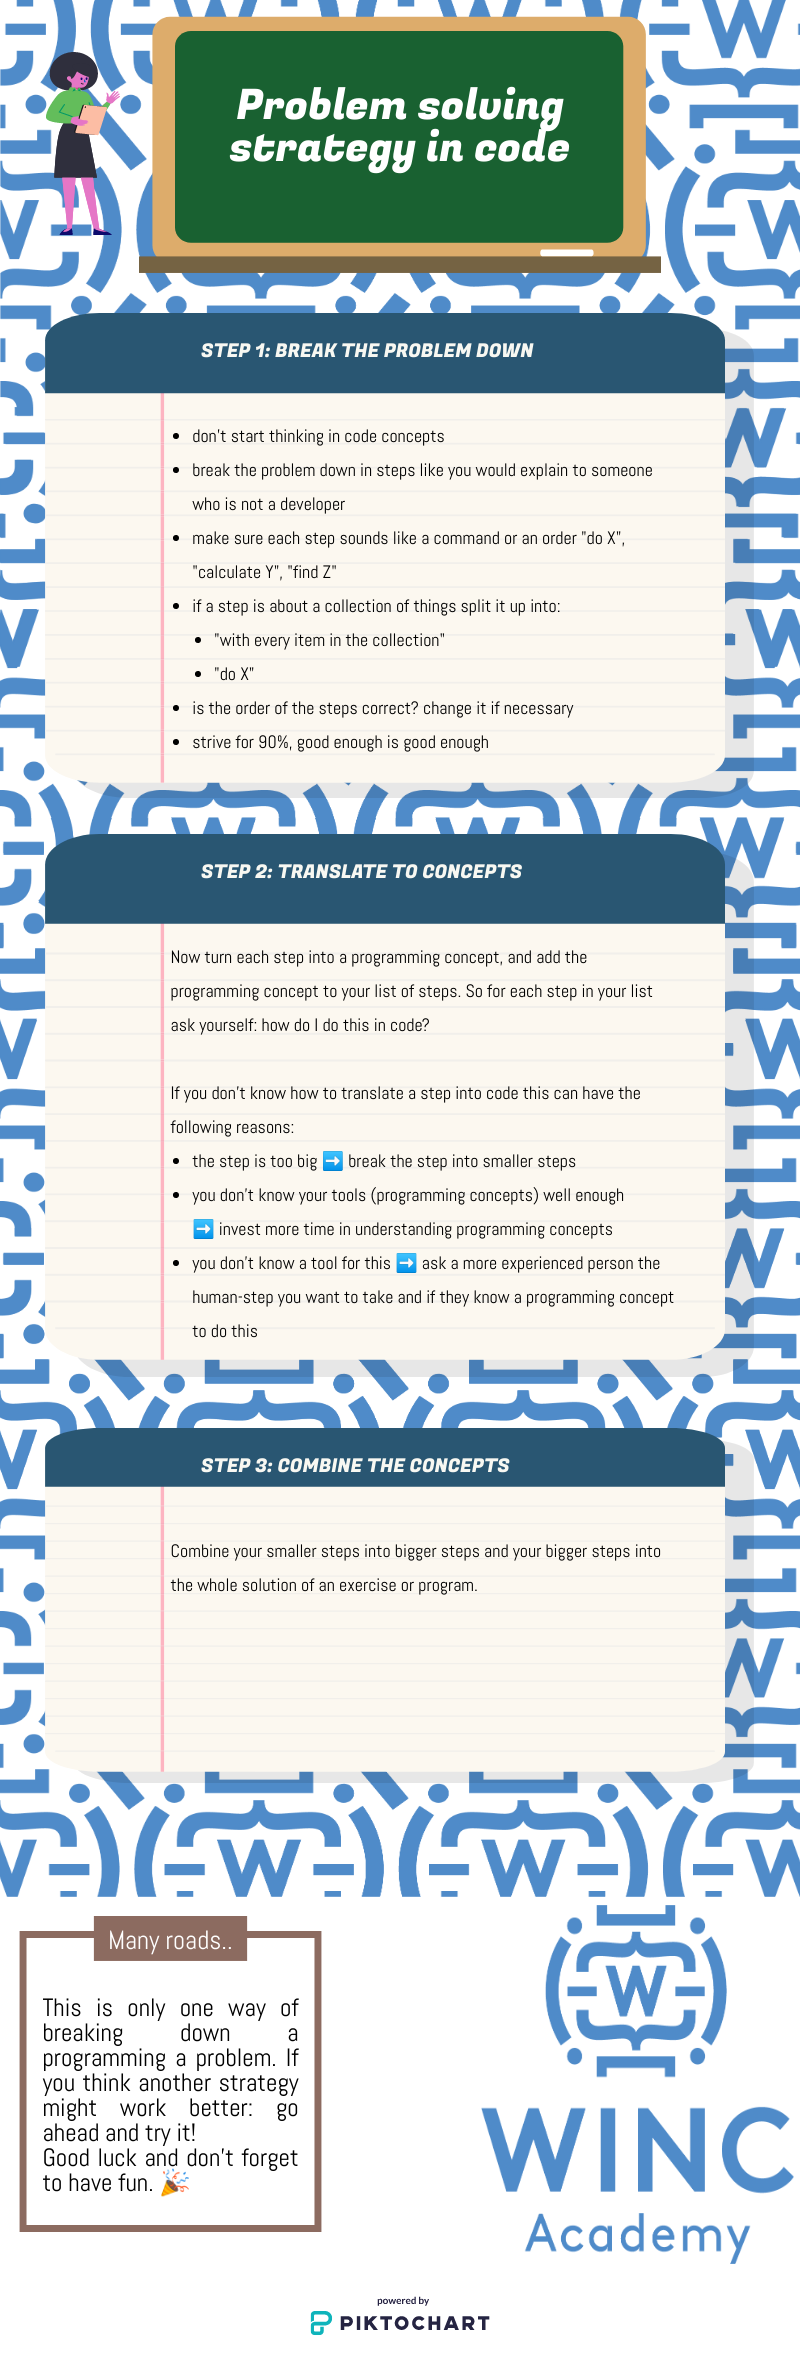 Problem solving
strategy in code
STEP 1: BREAK THE PROBLEM DOWN
• don't start thinking in code concepts
• break the problem down in steps like you would explain to someone
who is not a developer
• make sure each step sounds like a command or an order "do X",
"calculate Y", "find Z"
• if a step is about a collection of things split it up into:
• "with every item in the collection"
• "do X"
• is the order of the steps correct? change it if necessary
• strive for 90%, good enough is good enough
STEP 2: TRANSLATE TO CONCEPTS
Now turn each step into a programming concept, and add the
programming concept to your list of steps. So for each step in your list
ask yourself: how do I do this in code?
If you don't know how to translate a step into code this can have the
following reasons:
• the step is too big ➡️ break the step into smaller steps
• you don't know your tools (programming concepts) well enough
➡️ invest more time in understanding programming concepts
• you don't know a tool for this ➡️ ask a more experienced person the
human-step you want to take and if they know a programming concept
to do this
STEP 3: COMBINE THE CONCEPTS
Combine your smaller steps into bigger steps and your bigger steps into
the whole solution of an exercise or program.
Many roads..
This is only one way of
breaking down a
programming a problem. If
you think another strategy
might work better: go
ahead and try it!
Good luck and don't forget
to have fun. 🎉
W
WINC
Academy
powered by
PIKTOCHART